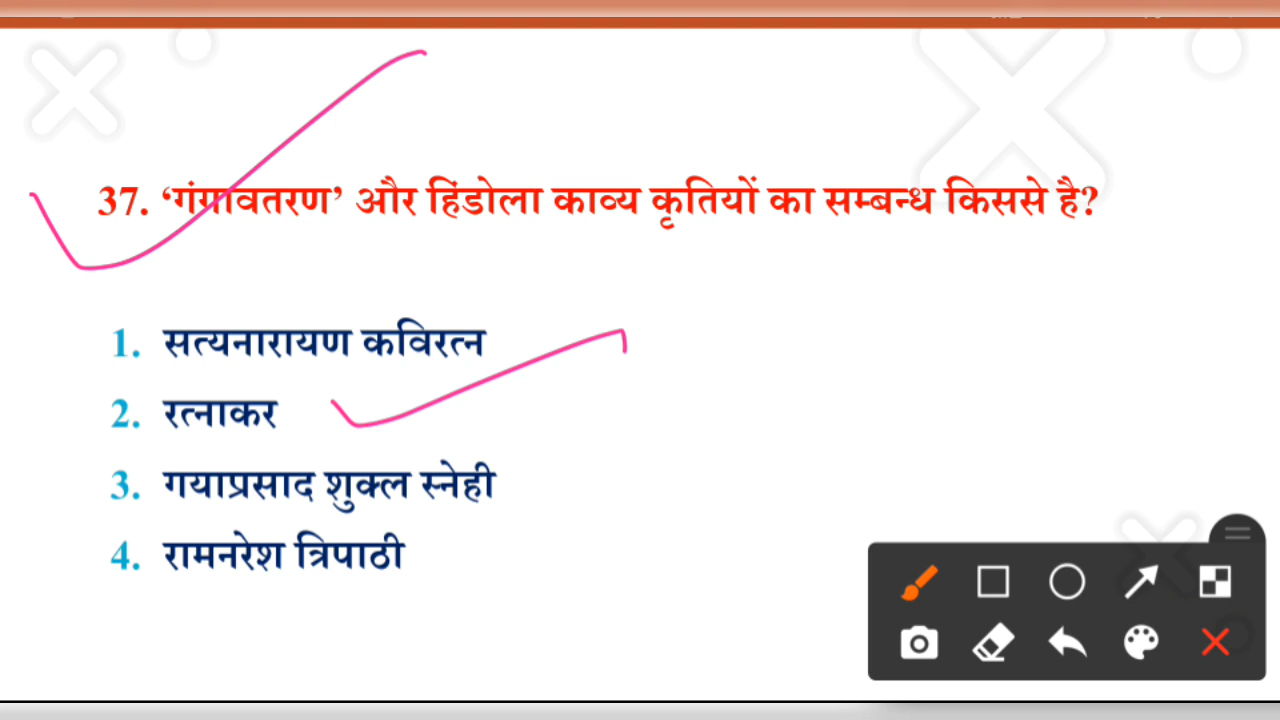 37. ‘गंगावतरण’ और हिंडोला काव्य कृतियों का सम्बन्ध किससे है?
1. सत्यनारायण कविरत्न
2. रत्नाकर
3. गयाप्रसाद शुक्ल स्नेही
4. रामनरेश त्रिपाठी